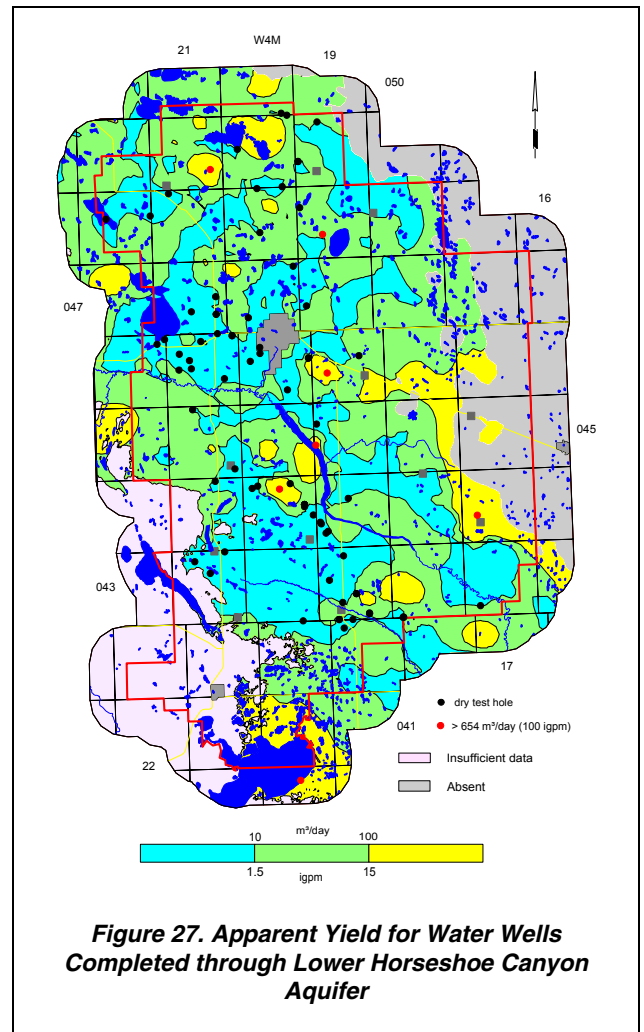 W4M
21
19
050
16
047
045
043
17
041
22
dry test hole
> 654 m³/day (100 igpm)
Insufficient data
Absent
10 m³/day 100
1.5 igpm 15
Figure 27. Apparent Yield for Water Wells
Completed through Lower Horseshoe Canyon
Aquifer